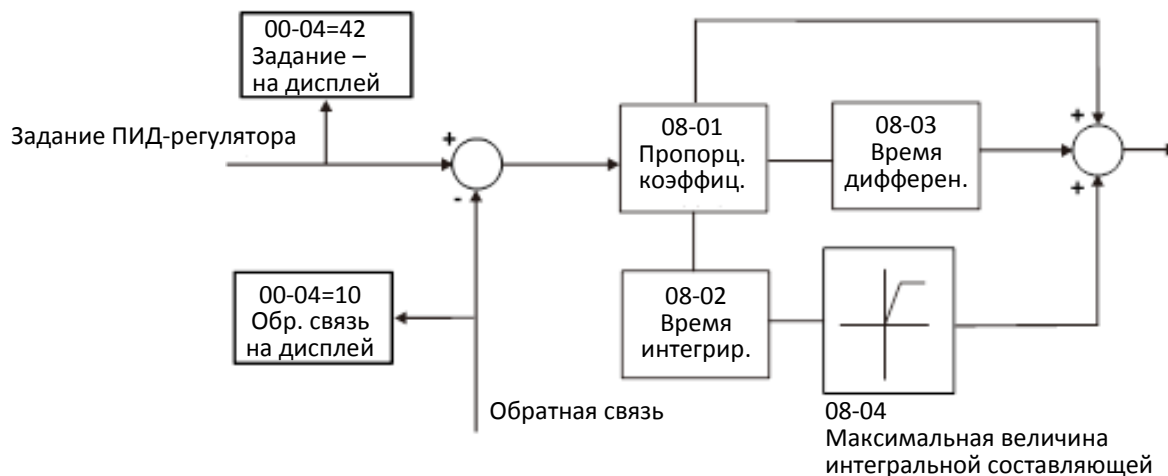 00-04=42
Задание –
на дисплей
Задание ПИД-регулятора
+
-
00-04=10
Обр. связь
на дисплей
Обратная связь
08-01
Пропорц.
коэффиц.
08-03
Время
дифферен.
+
+
08-02
Время
интегрир.
08-04
Максимальная величина
интегральной составляющей